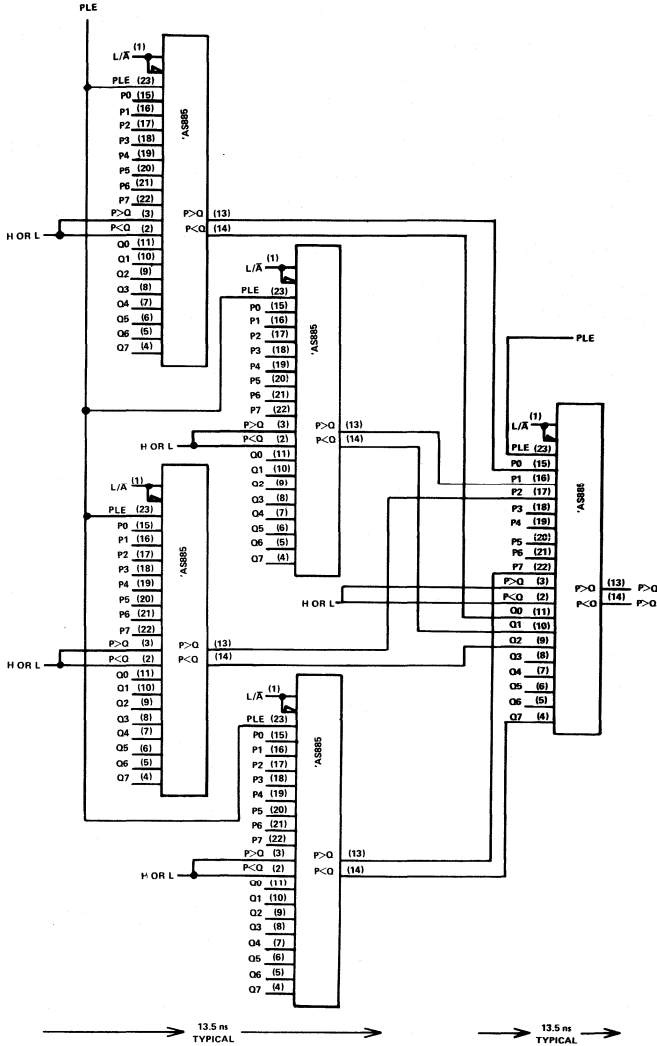 PLE
L/A̅ (1)
PLE (23)
P0 (15)
P1 (16)
P2 (17)
P3 (18)
P4 (19)
P5 (20)
P6 (21)
P7 (22)
P>Q (3)
P<Q (2)
H OR L
Q0 (11)
Q1 (10)
Q2 (9)
Q3 (8)
Q4 (7)
Q5 (6)
Q6 (5)
Q7 (4)
'AS885
P>Q (13)
P<Q (14)
L/A̅ (1)
PLE (23)
P0 (15)
P1 (16)
P2 (17)
P3 (18)
P4 (19)
P5 (20)
P6 (21)
P7 (22)
P>Q (3)
P<Q (2)
H OR L
Q0 (11)
Q1 (10)
Q2 (9)
Q3 (8)
Q4 (7)
Q5 (6)
Q6 (5)
Q7 (4)
'AS885
P>Q (13)
P<Q (14)
L/A̅ (1)
PLE (23)
P0 (15)
P1 (16)
P2 (17)
P3 (18)
P4 (19)
P5 (20)
P6 (21)
P7 (22)
P>Q (3)
P<Q (2)
H OR L
Q0 (11)
Q1 (10)
Q2 (9)
Q3 (8)
Q4 (7)
Q5 (6)
Q6 (5)
Q7 (4)
'AS885
P>Q (13)
P<Q (14)
L/A̅ (1)
PLE (23)
P0 (15)
P1 (16)
P2 (17)
P3 (18)
P4 (19)
P5 (20)
P6 (21)
P7 (22)
P>Q (3)
P<Q (2)
H OR L
Q0 (11)
Q1 (10)
Q2 (9)
Q3 (8)
Q4 (7)
Q5 (6)
Q6 (5)
Q7 (4)
'AS885
P>Q (13)
P<Q (14)
PLE
L/A̅ (1)
PLE (23)
P0 (15)
P1 (16)
P2 (17)
P3 (18)
P4 (19)
P5 (20)
P6 (21)
P7 (22)
P>Q (3)
P<Q (2)
H OR L
Q0 (11)
Q1 (10)
Q2 (9)
Q3 (8)
Q4 (7)
Q5 (6)
Q6 (5)
Q7 (4)
'AS885
P>Q (13) P>Q
P<Q (14) P>Q
13.5 ns
TYPICAL
13.5 ns
TYPICAL